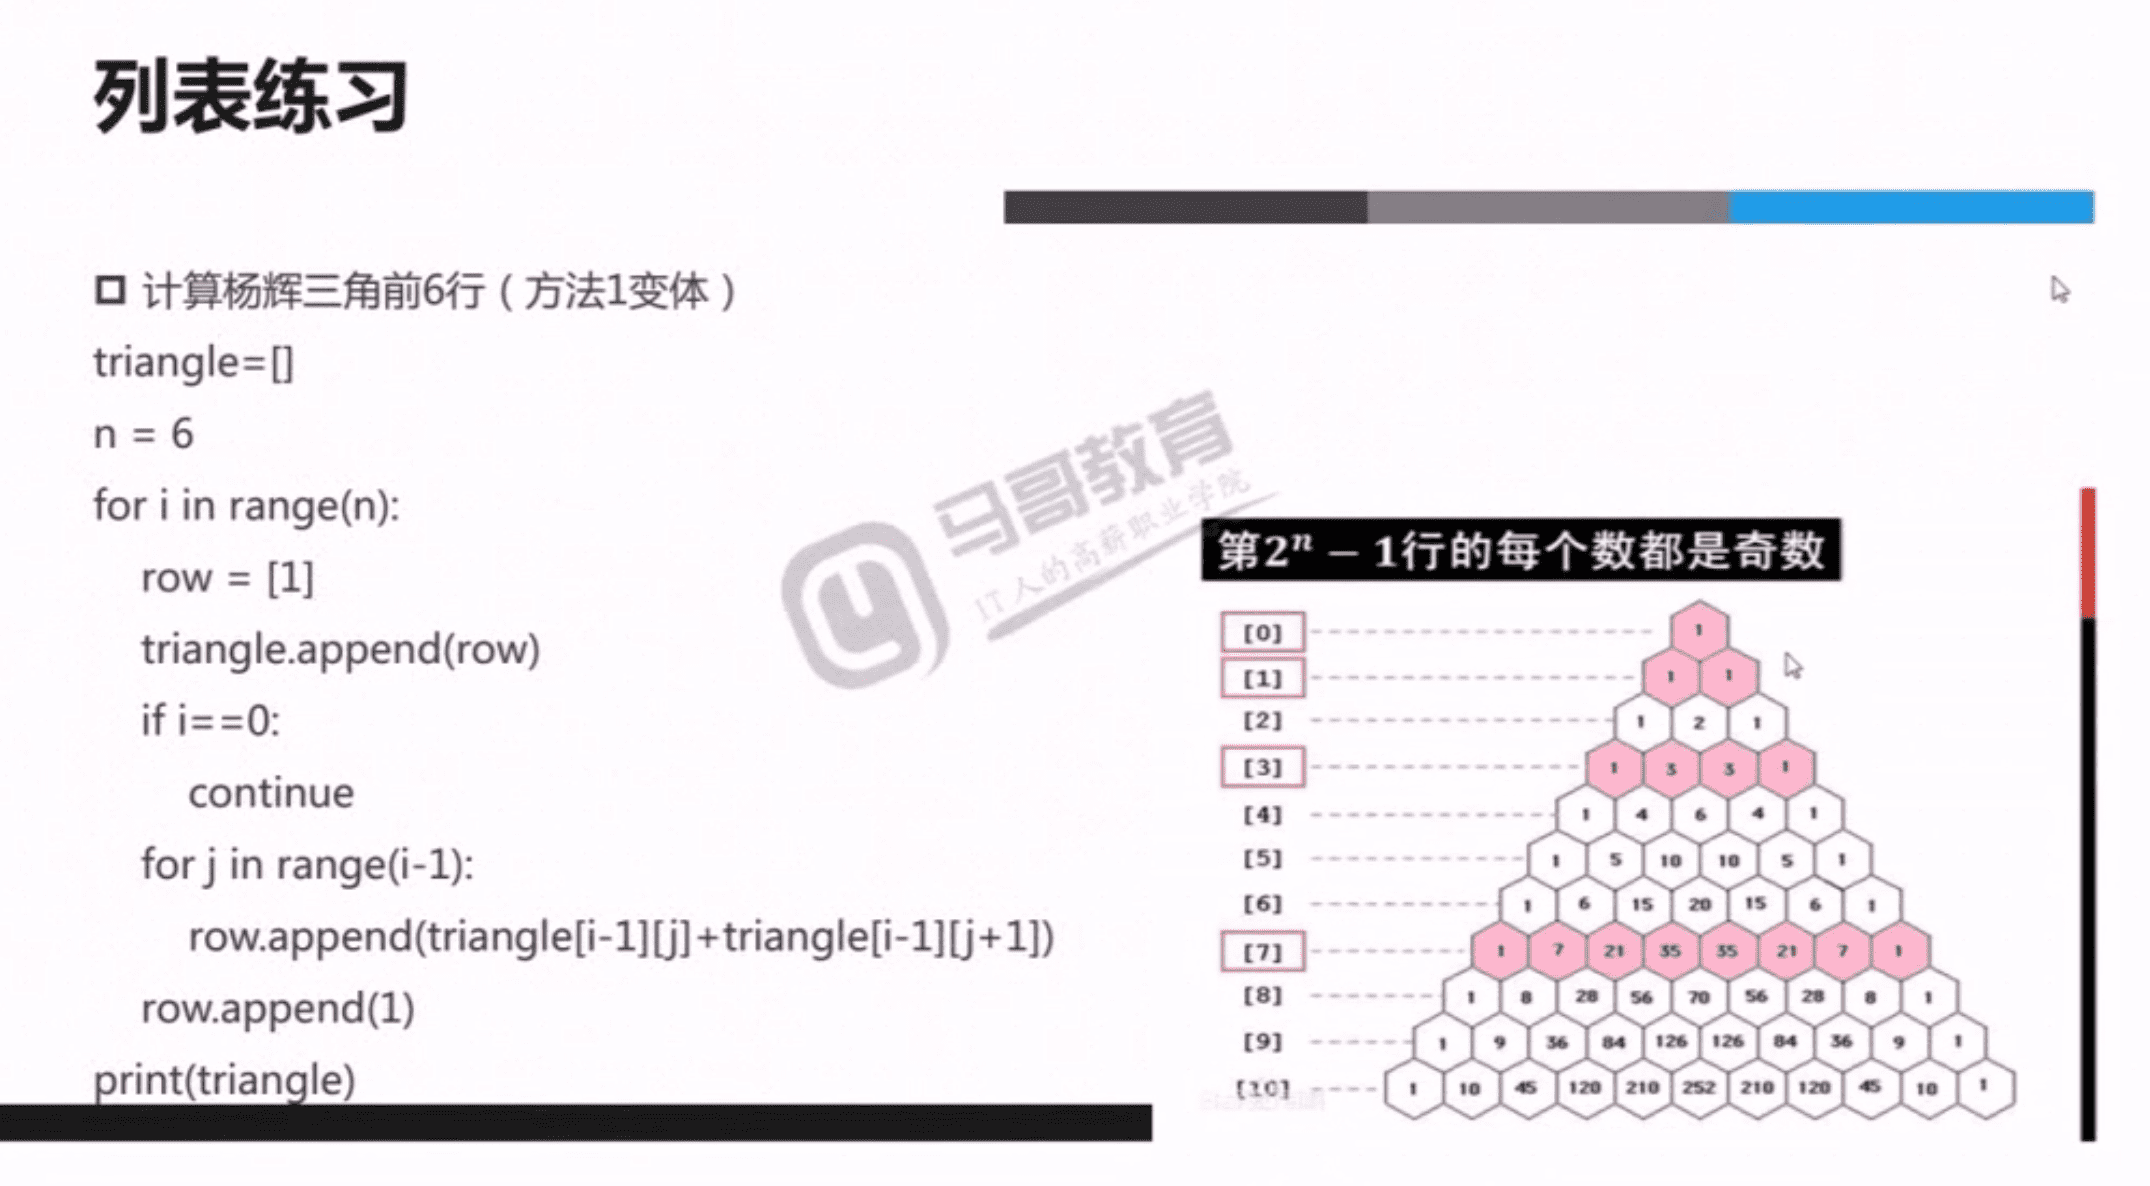 列表练习
计算杨辉三角前6行（方法1变体）
triangle=[]
n = 6
for i in range(n):
row = [1]
triangle.append(row)
if i==0:
continue
for j in range(i-1):
row.append(triangle[i-1][j]+triangle[i-1][j+1])
row.append(1)
print(triangle)
马哥教育
IT人的高薪职业学院
第2ⁿ − 1行的每个数都是奇数
[0] 1
[1] 1 1
[2] 1 2 1
[3] 1 3 3 1
[4] 1 4 6 4 1
[5] 1 5 10 10 5 1
[6] 1 6 15 20 15 6 1
[7] 1 7 21 35 35 21 7 1
[8] 1 8 28 56 70 56 28 8 1
[9] 1 9 36 84 126 126 84 36 9 1
[10] 1 10 45 120 210 252 210 120 45 10 1